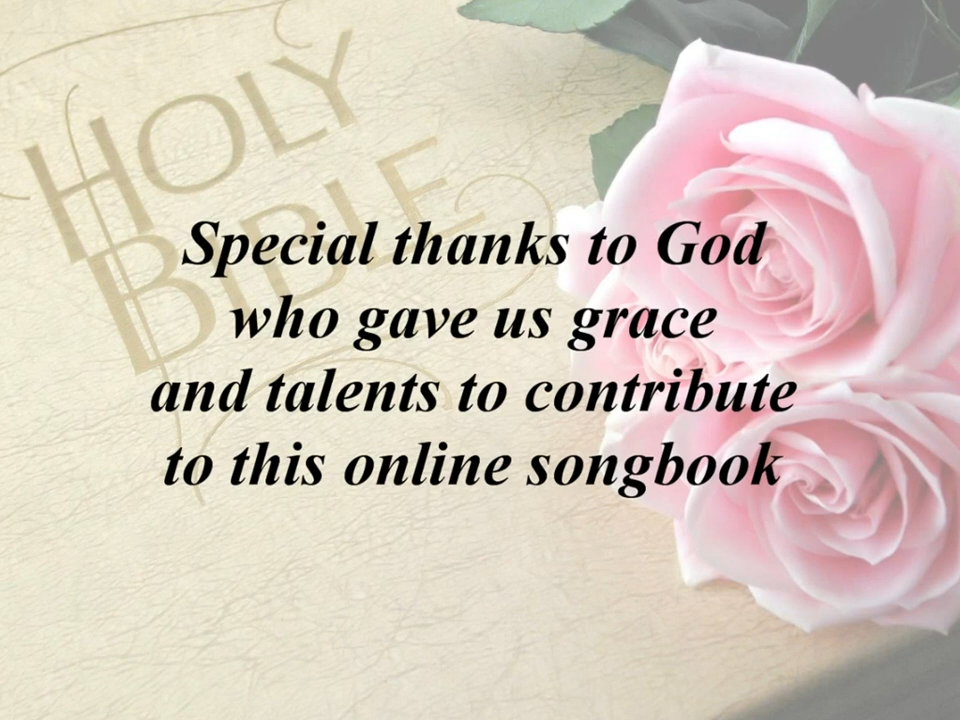 HOLY
BIBLE
Special thanks to God
who gave us grace
and talents to contribute
to this online songbook